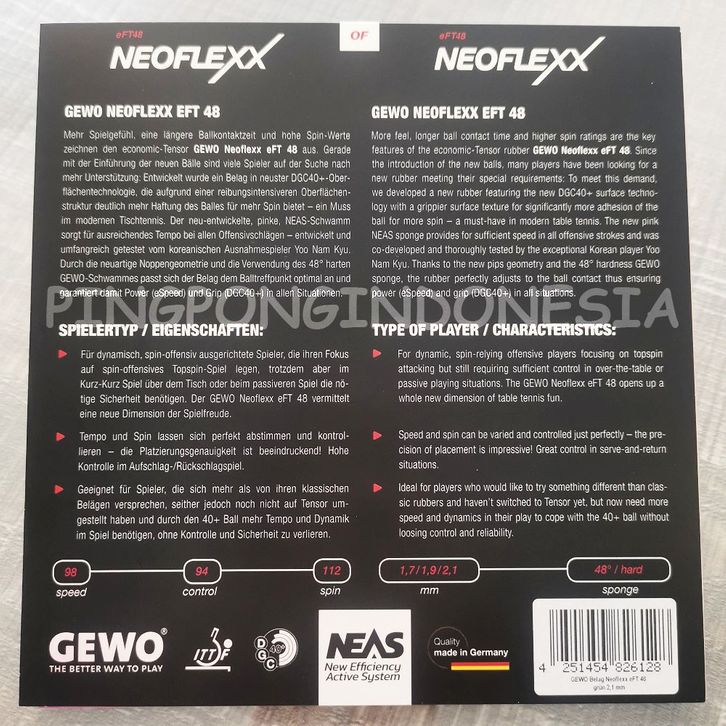 eFT48
NEOFLEXX
OF
eFT48
NEOFLEXX
GEWO NEOFLEXX EFT 48
Mehr Spielgefühl, eine längere Ballkontaktzeit und hohe Spin-Werte
zeichnen den economic-Tensor GEWO Neoflexx eFT 48 aus. Gerade
mit der Einführung der neuen Bälle sind viele Spieler auf der Suche nach
mehr Unterstützung: Entwickelt wurde ein Belag in neuster DGC40+-Ober-
flächentechnologie, die aufgrund einer reibungsintensiveren Oberflächen-
struktur deutlich mehr Haftung des Balles für mehr Spin bietet – ein Muss
im modernen Tischtennis. Der neu-entwickelte, pinke, NEAS-Schwamm
sorgt für ausreichendes Tempo bei allen Offensivschlägen – entwickelt und
umfangreich getestet vom koreanischen Ausnahmespieler Yoo Nam Kyu.
Durch die neuartige Noppengeometrie und die Verwendung des 48° harten
GEWO-Schwammes passt sich der Belag dem Balltreffpunkt optimal an und
garantiert damit Power (eSpeed) und Grip (DGC40+) in allen Situationen.
GEWO NEOFLEXX EFT 48
More feel, longer ball contact time and higher spin ratings are the key
features of the economic-Tensor rubber GEWO Neoflexx eFT 48. Since
the introduction of the new balls, many players have been looking for a
new rubber meeting their special requirements: To meet this demand,
we developed a new rubber featuring the new DGC40+ surface techno-
logy with a grippier surface texture for significantly more adhesion of the
ball for more spin – a must-have in modern table tennis. The new pink
NEAS sponge provides for sufficient speed in all offensive strokes and was
co-developed and thoroughly tested by the exceptional Korean player Yoo
Nam Kyu. Thanks to the new pips geometry and the 48° hardness GEWO
sponge, the rubber perfectly adjusts to the ball contact thus ensuring
power (eSpeed) and grip (DGC40+) in all situations.
PINGPONGINDONESIA
SPIELERTYP / EIGENSCHAFTEN:
Für dynamisch, spin-offensiv ausgerichtete Spieler, die ihren Fokus
auf spin-offensives Topspin-Spiel legen, trotzdem aber im
Kurz-Kurz Spiel über dem Tisch oder beim passiveren Spiel die nö-
tige Sicherheit benötigen. Der GEWO Neoflexx eFT 48 vermittelt
eine neue Dimension der Spielfreude.
Tempo und Spin lassen sich perfekt abstimmen und kontrol-
lieren – die Platzierungsgenauigkeit ist beeindruckend! Hohe
Kontrolle im Aufschlag-/Rückschlagspiel.
Geeignet für Spieler, die sich mehr als von ihren klassischen
Belägen versprechen, seither jedoch noch nicht auf Tensor um-
gestellt haben und durch den 40+ Ball mehr Tempo und Dynamik
im Spiel benötigen, ohne Kontrolle und Sicherheit zu verlieren.
TYPE OF PLAYER / CHARACTERISTICS:
For dynamic, spin-relying offensive players focusing on topspin
attacking but still requiring sufficient control in over-the-table or
passive playing situations. The GEWO Neoflexx eFT 48 opens up a
whole new dimension of table tennis fun.
Speed and spin can be varied and controlled just perfectly – the pre-
cision of placement is impressive! Great control in serve-and-return
situations.
Ideal for players who would like to try something different than clas-
sic rubbers and haven't switched to Tensor yet, but now need more
speed and dynamics in their play to cope with the 40+ ball without
loosing control and reliability.
98 94 112
speed control spin
1,7/1,9/2,1 48° / hard
mm sponge
GEWO®
THE BETTER WAY TO PLAY
ITTF
DGC 40+
NEAS
New Efficiency
Active System
Quality
made in Germany
4 251454 826128
GEWO Belag Neoflexx eFT 48
grün 2,1 mm